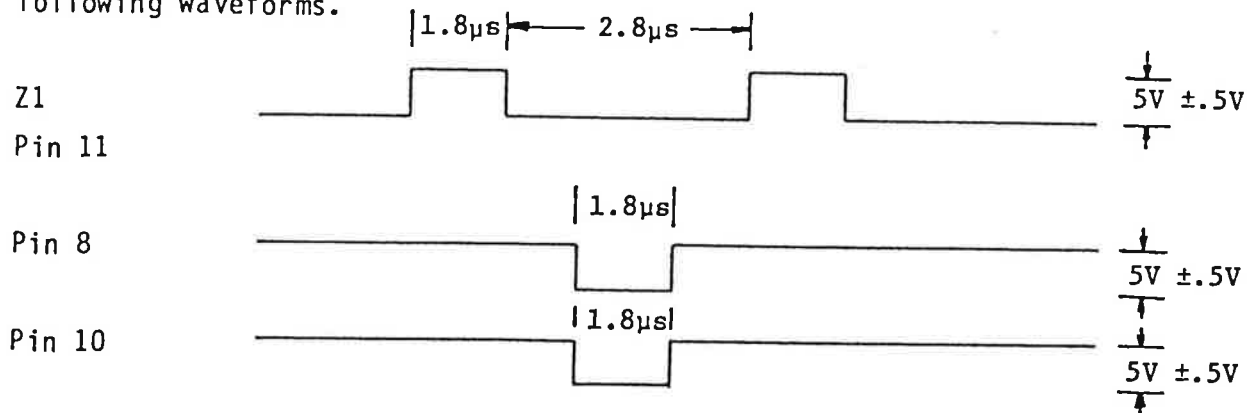 following waveforms.
1.8µs 2.8µs
Z1 5V ±.5V
Pin 11
1.8µs
Pin 8 5V ±.5V
1.8µs
Pin 10 5V ±.5V